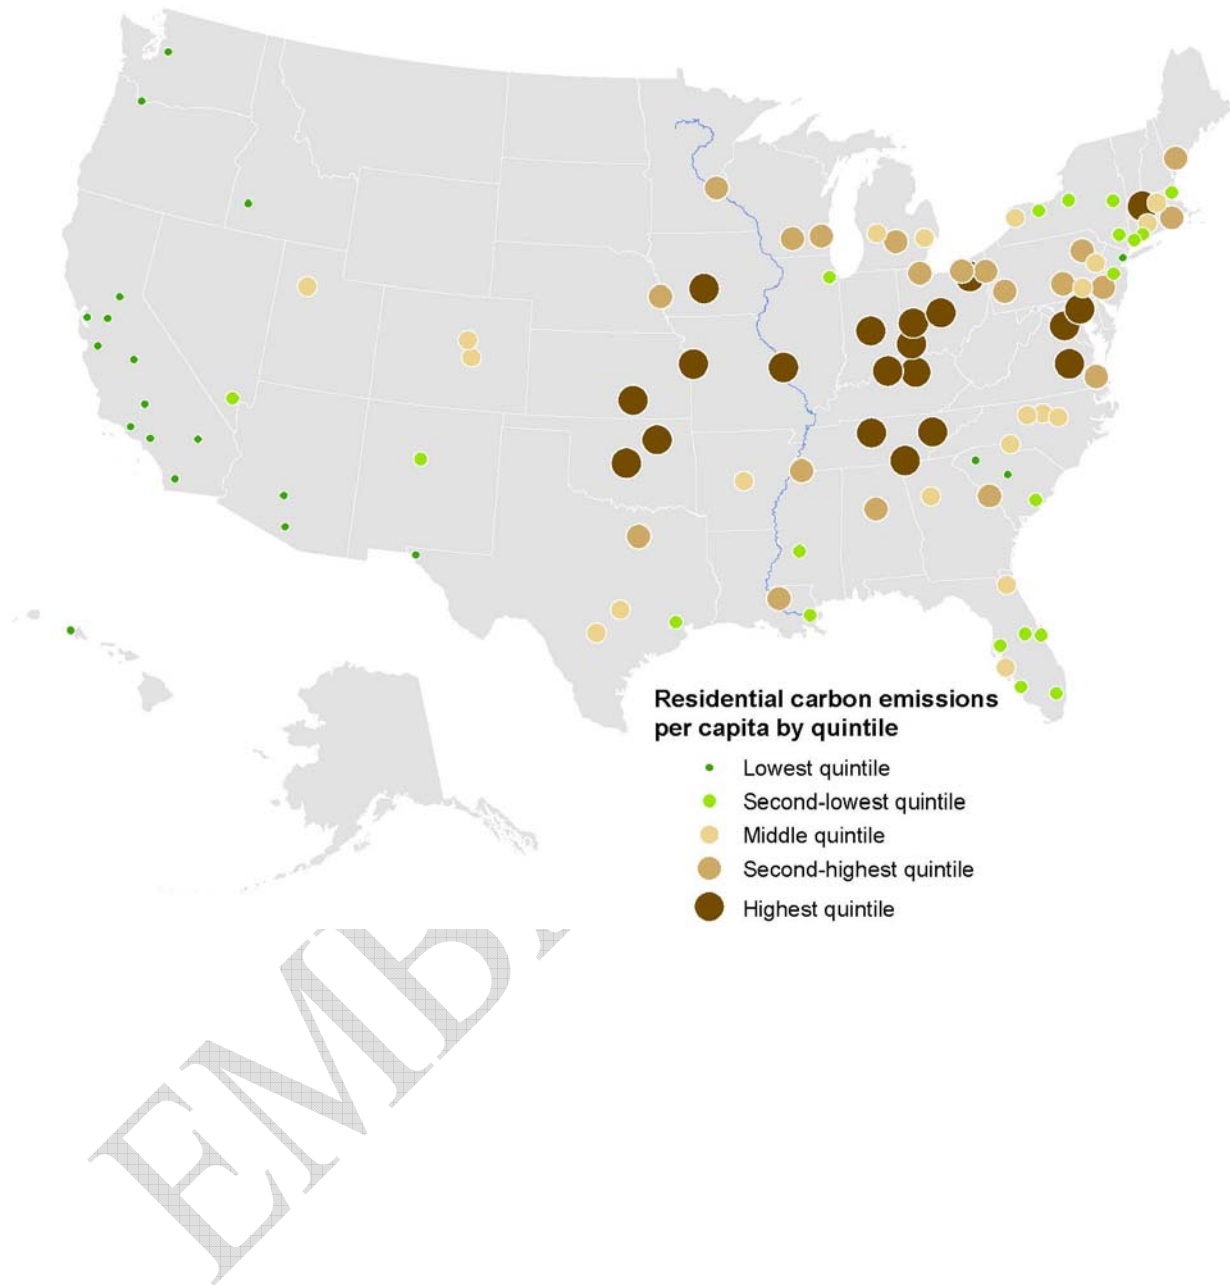 Residential carbon emissions
per capita by quintile
Lowest quintile
Second-lowest quintile
Middle quintile
Second-highest quintile
Highest quintile